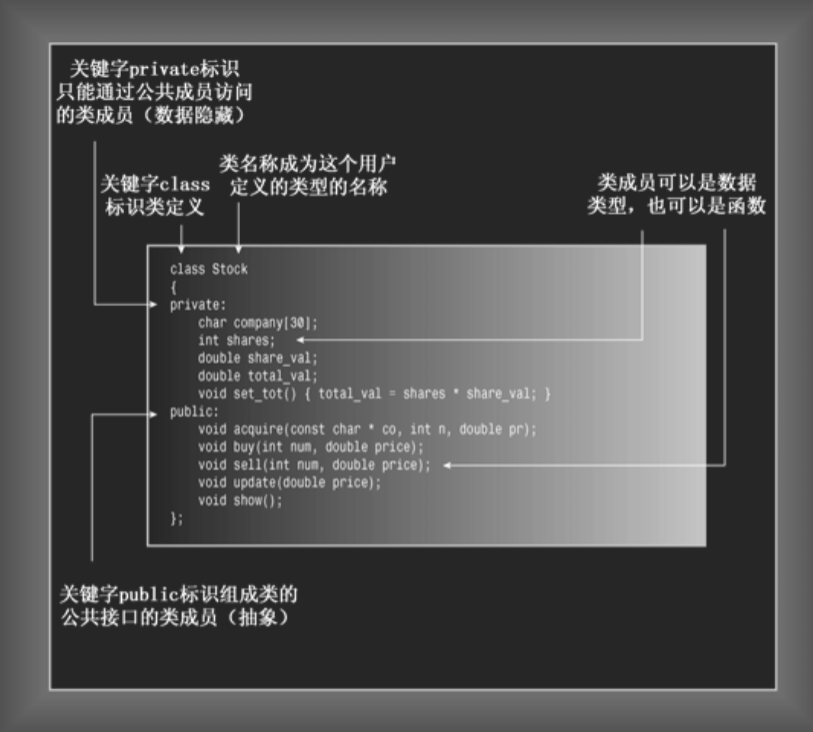 关键字private标识
只能通过公共成员访问
的类成员（数据隐藏）
关键字class
标识类定义
类名称成为这个用户
定义的类型的名称
类成员可以是数据
类型，也可以是函数
class Stock
{
private:
char company[30];
int shares;
double share_val;
double total_val;
void set_tot() { total_val = shares * share_val; }
public:
void acquire(const char * co, int n, double pr);
void buy(int num, double price);
void sell(int num, double price);
void update(double price);
void show();
};
关键字public标识组成类的
公共接口的类成员（抽象）